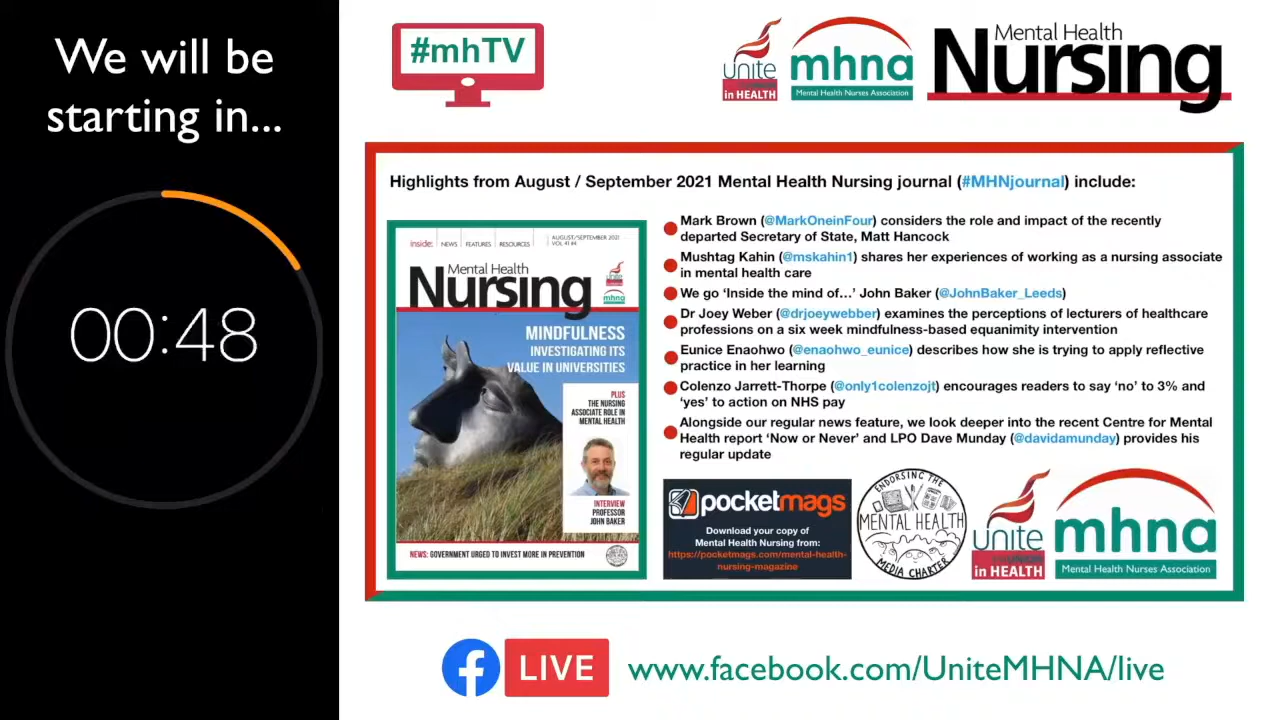 We will be
starting in...
00:48
#mhTV
unite
in HEALTH
mhna
Mental Health Nurses Association
Mental Health
Nursing
Highlights from August / September 2021 Mental Health Nursing journal (#MHNjournal) include:
Inside: NEWS FEATURES RESOURCES
AUGUST/SEPTEMBER 2021
VOL 41 #4
Mental Health
Nursing
unite
mhna
MINDFULNESS
INVESTIGATING ITS
VALUE IN UNIVERSITIES
PLUS
THE NURSING
ASSOCIATE ROLE IN
MENTAL HEALTH
INTERVIEW
PROFESSOR
JOHN BAKER
NEWS: GOVERNMENT URGED TO INVEST MORE IN PREVENTION
Mark Brown (@MarkOneinFour) considers the role and impact of the recently
departed Secretary of State, Matt Hancock
Mushtag Kahin (@mskahin1) shares her experiences of working as a nursing associate
in mental health care
We go ‘Inside the mind of…’ John Baker (@JohnBaker_Leeds)
Dr Joey Weber (@drjoeywebber) examines the perceptions of lecturers of healthcare
professions on a six week mindfulness-based equanimity intervention
Eunice Enaohwo (@enaohwo_eunice) describes how she is trying to apply reflective
practice in her learning
Colenzo Jarrett-Thorpe (@only1colenzojt) encourages readers to say ‘no’ to 3% and
‘yes’ to action on NHS pay
Alongside our regular news feature, we look deeper into the recent Centre for Mental
Health report ‘Now or Never’ and LPO Dave Munday (@davidamunday) provides his
regular update
pocketmags
Download your copy of
Mental Health Nursing from:
https://pocketmags.com/mental-health-
nursing-magazine
ENDORSING THE
MENTAL HEALTH
MEDIA CHARTER
unite
in HEALTH
mhna
Mental Health Nurses Association
LIVE
www.facebook.com/UniteMHNA/live